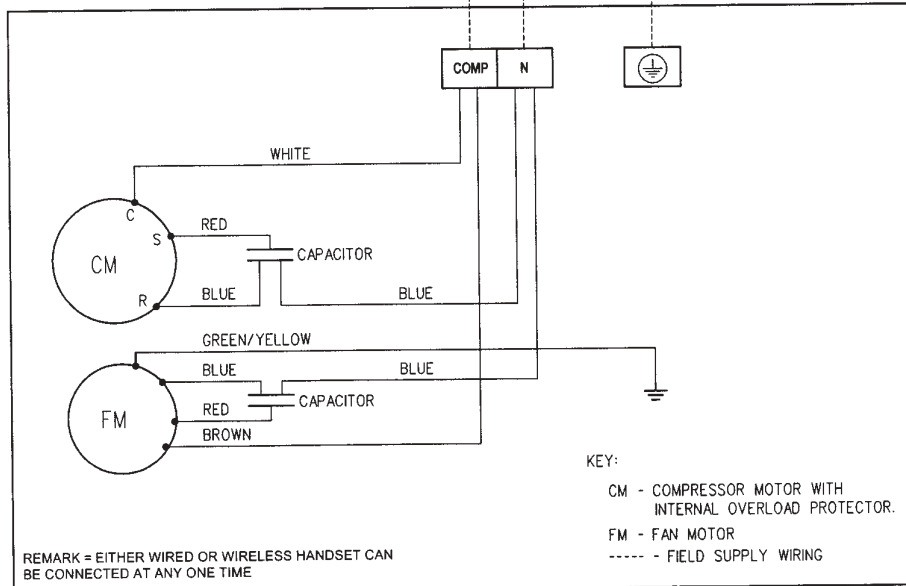 COMP N
WHITE
C
S
RED
CAPACITOR
CM
R
BLUE
BLUE
GREEN/YELLOW
BLUE
BLUE
CAPACITOR
RED
FM
BROWN
KEY:
CM - COMPRESSOR MOTOR WITH
INTERNAL OVERLOAD PROTECTOR.
FM - FAN MOTOR
----- - FIELD SUPPLY WIRING
REMARK = EITHER WIRED OR WIRELESS HANDSET CAN
BE CONNECTED AT ANY ONE TIME